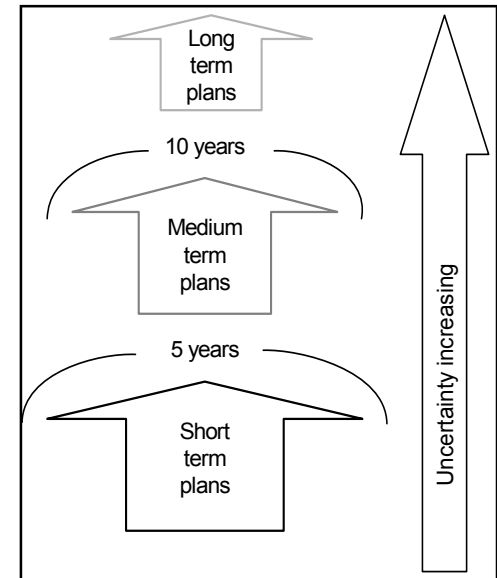 Long
term
plans
10 years
Medium
term
plans
5 years
Short
term
plans
Uncertainty increasing